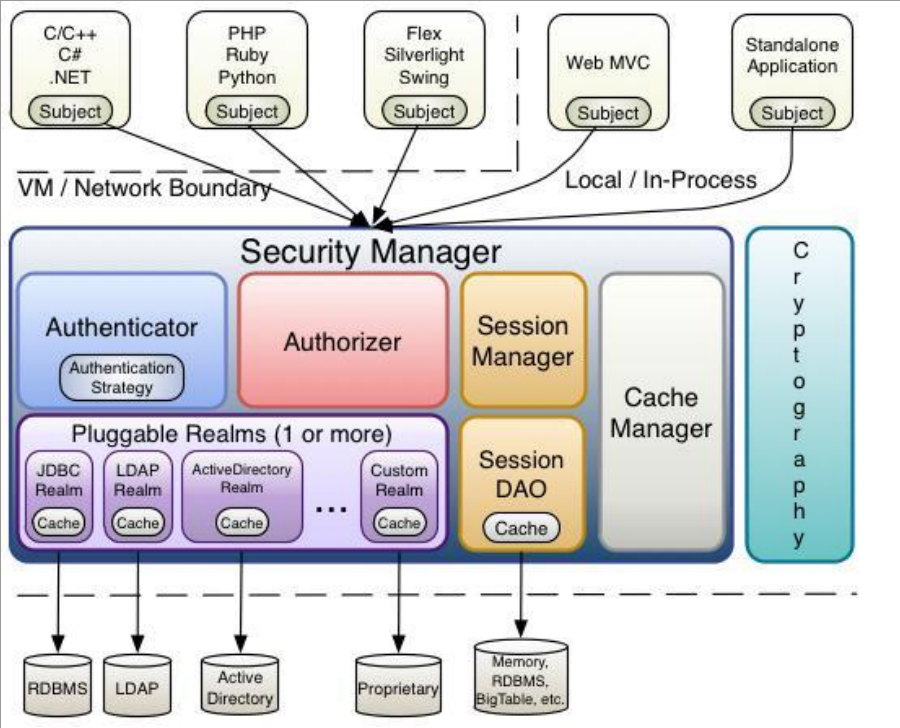 C/C++
C#
.NET
Subject
PHP
Ruby
Python
Subject
Flex
Silverlight
Swing
Subject
Web MVC
Subject
Standalone
Application
Subject
VM / Network Boundary
Local / In-Process
Security Manager
Authenticator
Authentication
Strategy
Authorizer
Session
Manager
Cache
Manager
Cryptography
Pluggable Realms (1 or more)
JDBC
Realm
Cache
LDAP
Realm
Cache
ActiveDirectory
Realm
Cache
...
Custom
Realm
Cache
Session
DAO
Cache
RDBMS
LDAP
Active
Directory
Proprietary
Memory,
RDBMS,
BigTable, etc.